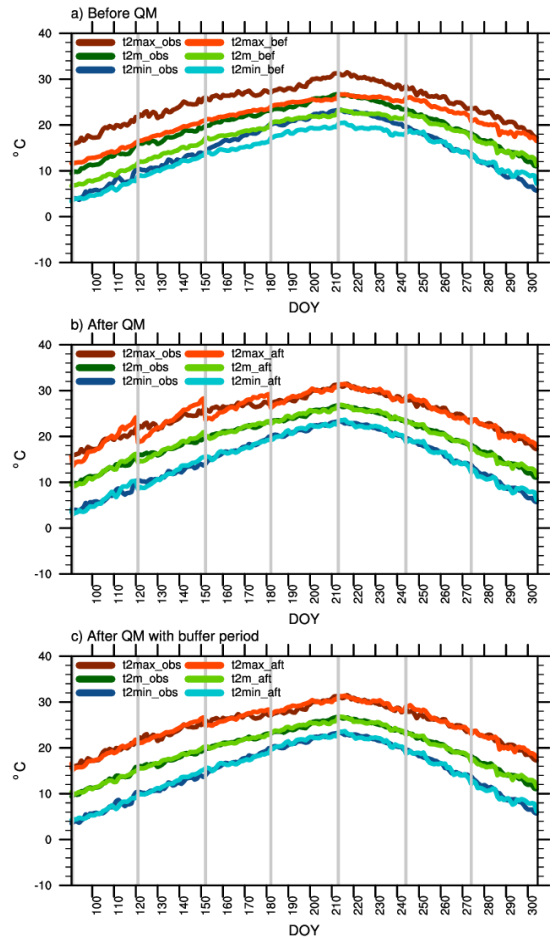 a) Before QM
40
t2max_obs t2max_bef
t2m_obs t2m_bef
t2min_obs t2min_bef
30
20
°C
10
0
-10
100 110 120 130 140 150 160 170 180 190 200 210 220 230 240 250 260 270 280 290 300
DOY
b) After QM
40
t2max_obs t2max_aft
t2m_obs t2m_aft
t2min_obs t2min_aft
30
20
°C
10
0
-10
100 110 120 130 140 150 160 170 180 190 200 210 220 230 240 250 260 270 280 290 300
DOY
c) After QM with buffer period
40
t2max_obs t2max_aft
t2m_obs t2m_aft
t2min_obs t2min_aft
30
20
°C
10
0
-10
100 110 120 130 140 150 160 170 180 190 200 210 220 230 240 250 260 270 280 290 300
DOY